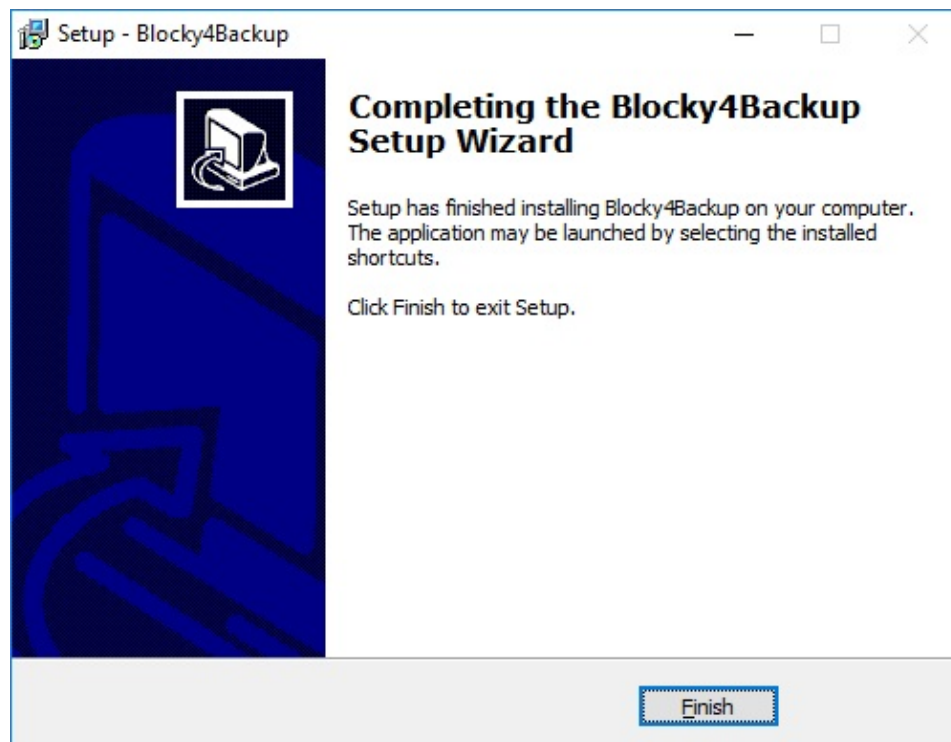 Setup - Blocky4Backup
Completing the Blocky4Backup
Setup Wizard
Setup has finished installing Blocky4Backup on your computer.
The application may be launched by selecting the installed
shortcuts.
Click Finish to exit Setup.
Finish